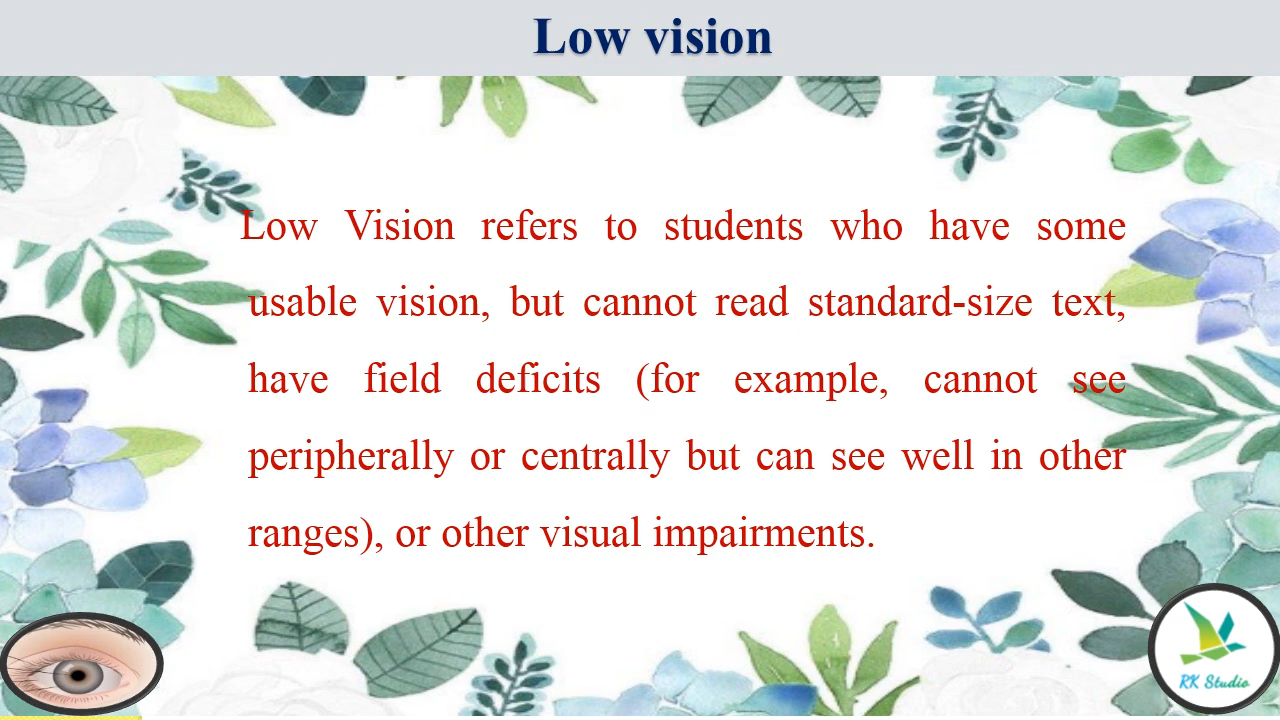 Low vision
Low Vision refers to students who have some
usable vision, but cannot read standard-size text,
have field deficits (for example, cannot see
peripherally or centrally but can see well in other
ranges), or other visual impairments.
RK Studio